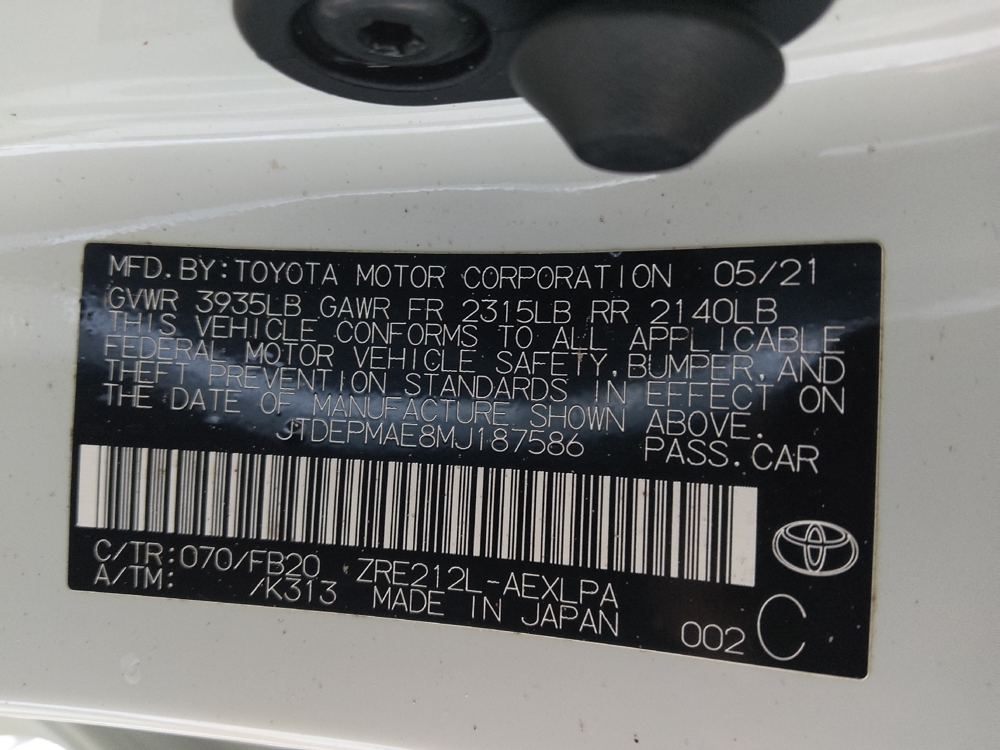 MFD.BY:TOYOTA MOTOR CORPORATION 05/21
GVWR 3935LB GAWR FR 2315LB RR 2140LB
THIS VEHICLE CONFORMS TO ALL APPLICABLE
FEDERAL MOTOR VEHICLE SAFETY,BUMPER,AND
THEFT PREVENTION STANDARDS IN EFFECT ON
THE DATE OF MANUFACTURE SHOWN ABOVE.
JTDEPMAE8MJ187586 PASS.CAR
C/TR:070/FB20 ZRE212L-AEXLPA
A/TM: /K313 MADE IN JAPAN
002 C